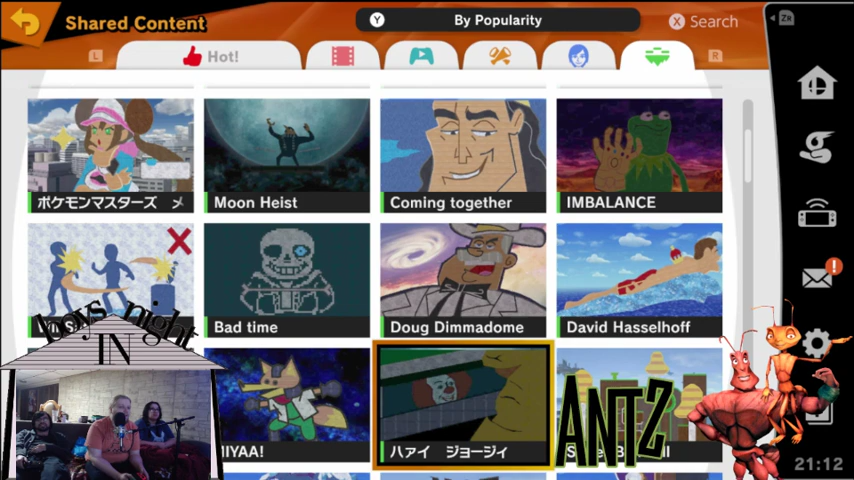 Shared Content
Y
By Popularity
X Search
ZR
L
Hot!
R
ポケモンマスターズ メ
Moon Heist
Coming together
IMBALANCE
Bad time
Doug Dimmadome
David Hasselhoff
boys night
IN
IYAA!
ハァイ ジョージィ
ANTZ
21:12